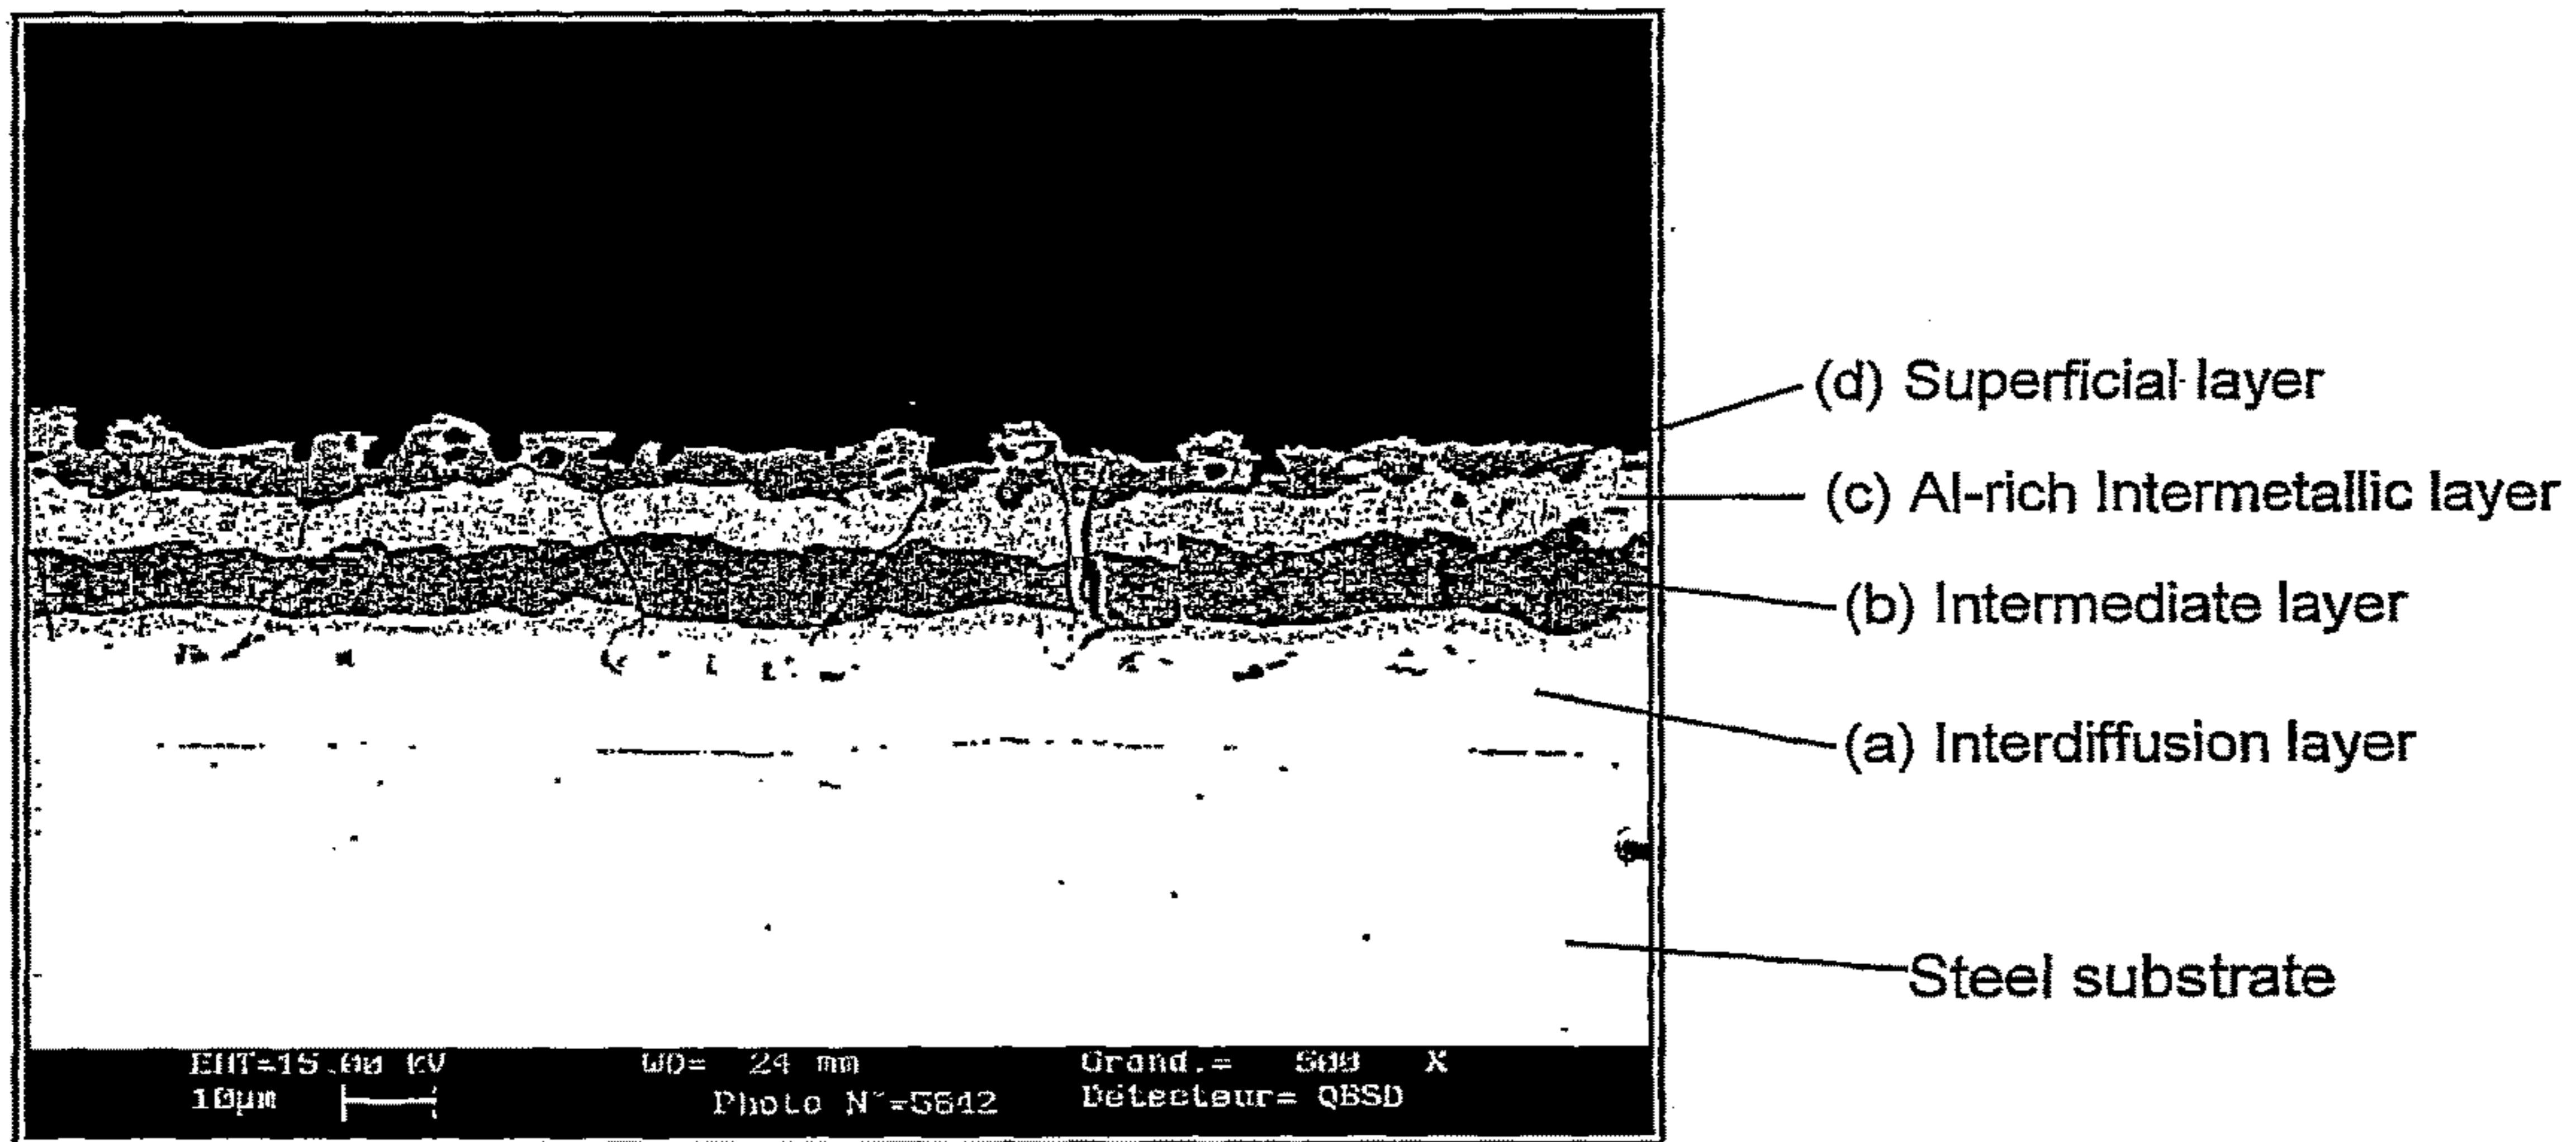 (d) Superficial layer
(c) Al-rich Intermetallic layer
(b) Intermediate layer
(a) Interdiffusion layer
Steel substrate
EHT=15.00 KV WD= 24 mm Grand.= 500 X
10µm Photo N°=5642 Détecteur= QBSD